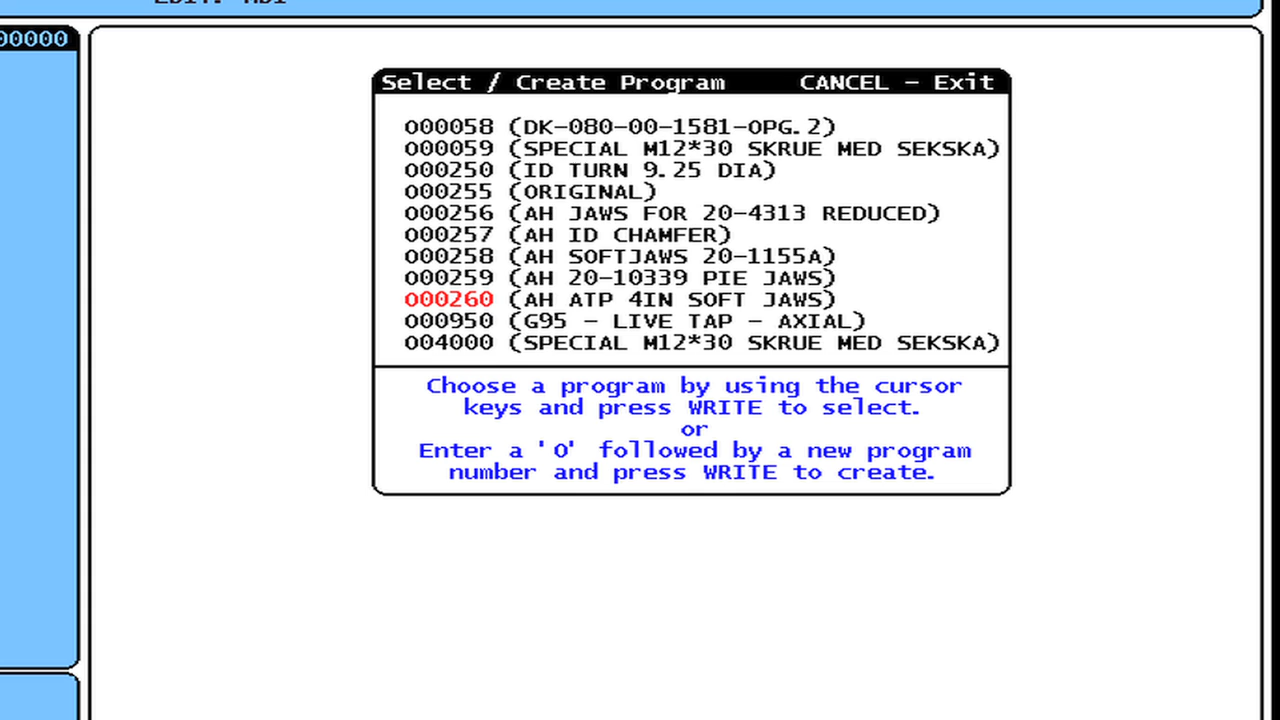 EDIT: MDI
00000
Select / Create Program CANCEL - Exit
O00058 (DK-080-00-1581-OPG.2)
O00059 (SPECIAL M12*30 SKRUE MED SEKSKA)
O00250 (ID TURN 9.25 DIA)
O00255 (ORIGINAL)
O00256 (AH JAWS FOR 20-4313 REDUCED)
O00257 (AH ID CHAMFER)
O00258 (AH SOFTJAWS 20-1155A)
O00259 (AH 20-10339 PIE JAWS)
O00260 (AH ATP 4IN SOFT JAWS)
O00950 (G95 - LIVE TAP - AXIAL)
O04000 (SPECIAL M12*30 SKRUE MED SEKSKA)
Choose a program by using the cursor
keys and press WRITE to select.
or
Enter a 'O' followed by a new program
number and press WRITE to create.